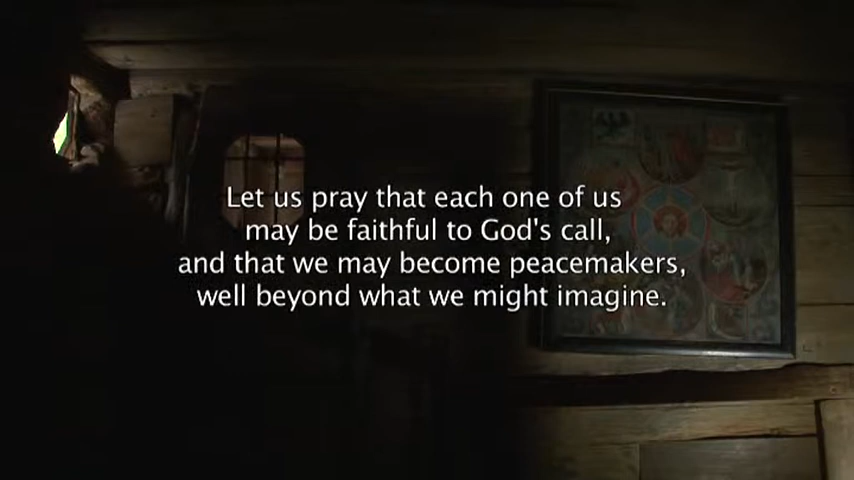 Let us pray that each one of us
may be faithful to God's call,
and that we may become peacemakers,
well beyond what we might imagine.